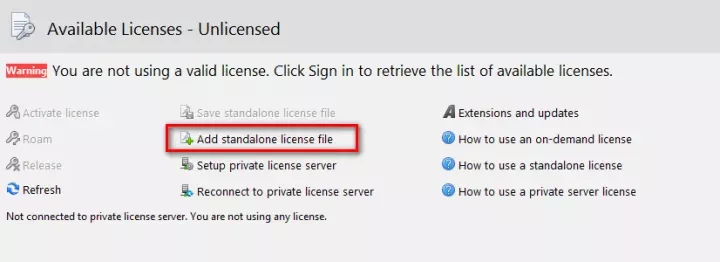 Available Licenses - Unlicensed
Warning You are not using a valid license. Click Sign in to retrieve the list of available licenses.
Activate license
Save standalone license file
Extensions and updates
Roam
Add standalone license file
How to use an on-demand license
Release
Setup private license server
How to use a standalone license
Refresh
Reconnect to private license server
How to use a private server license
Not connected to private license server. You are not using any license.